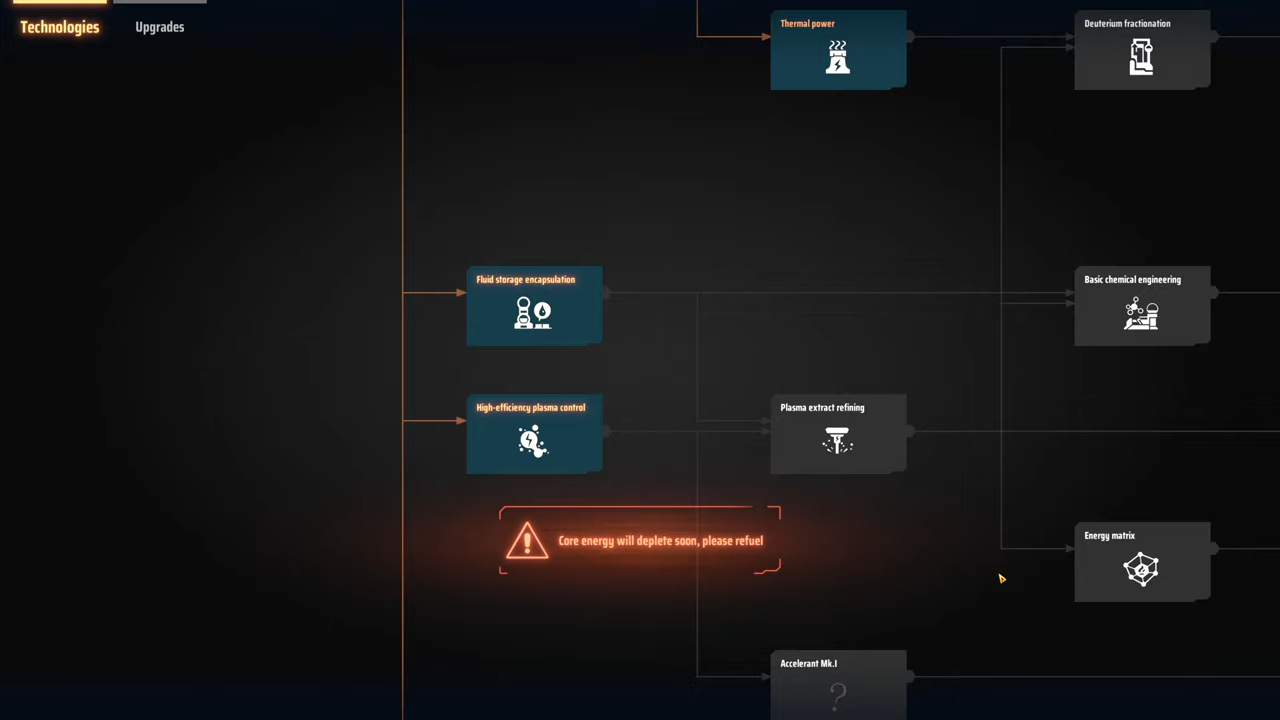 Technologies
Upgrades
Thermal power
Deuterium fractionation
Fluid storage encapsulation
Basic chemical engineering
High-efficiency plasma control
Plasma extract refining
Core energy will deplete soon, please refuel
Energy matrix
Accelerant Mk.I
?